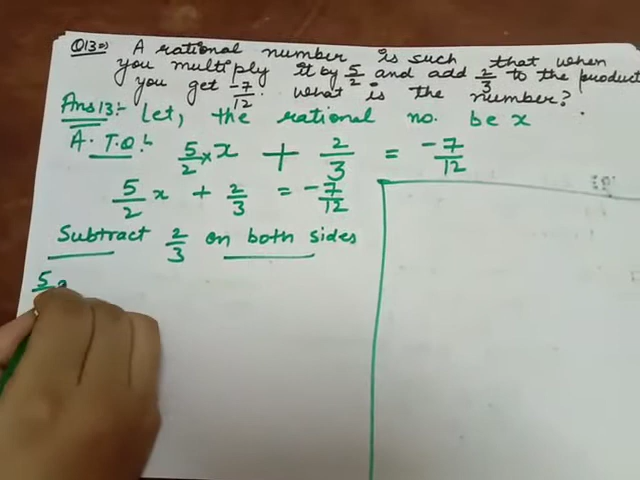 Q13=) A rational number is such that when
you multiply it by 5/2 and add 2/3 to the product
you get -7/12. What is the number?
Ans13:- Let, the rational no. be x
A.T.Q:- 5/2 × x + 2/3 = -7/12
5/2 x + 2/3 = -7/12
Subtract 2/3 on both sides
5